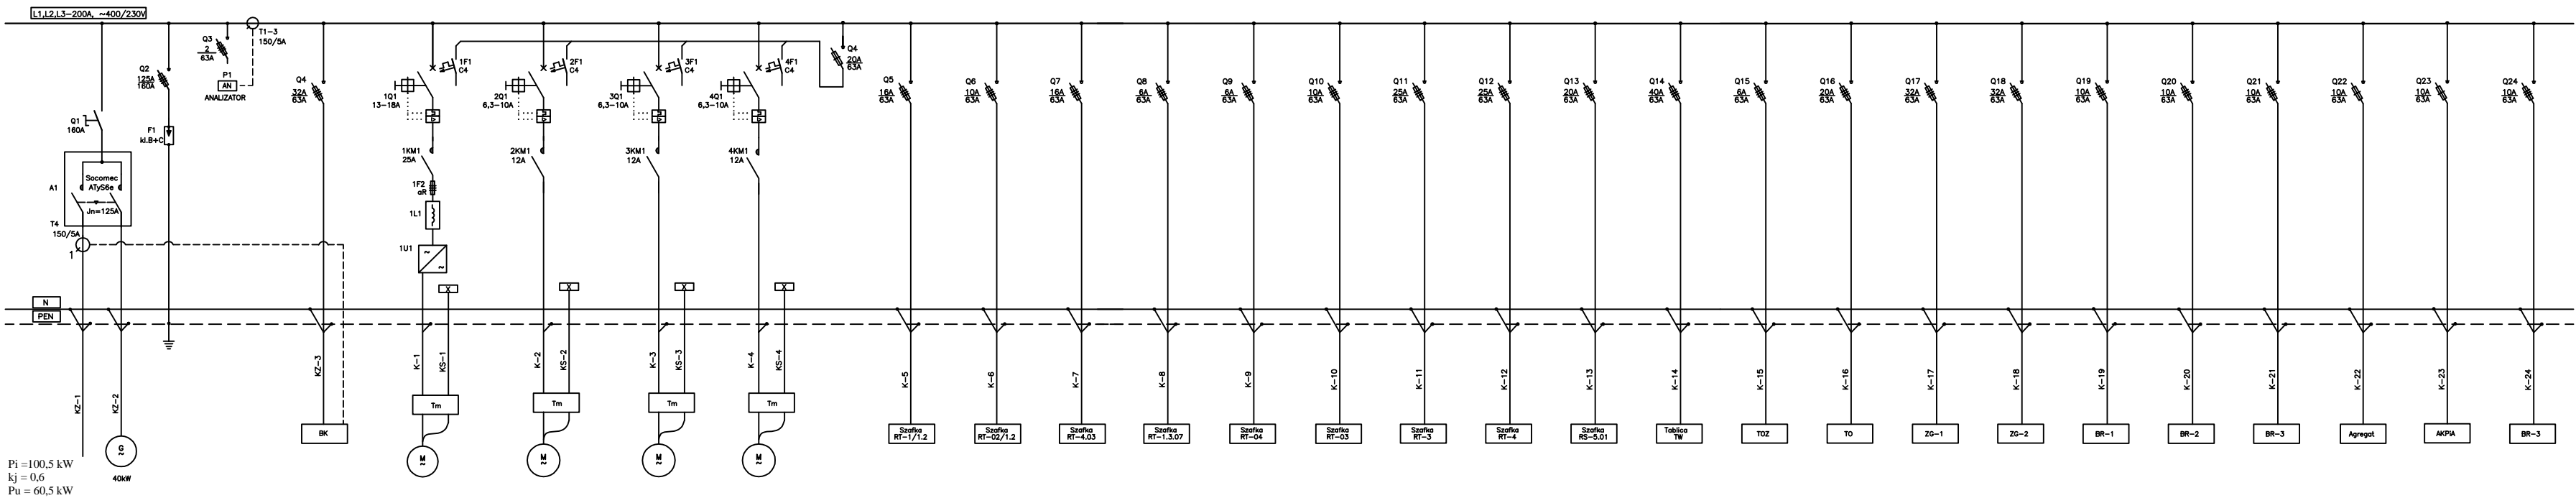 L1,L2,L3-200A, ~400/230V
T1-3
150/5A
Q3
2
63A
P1
AN
ANALIZATOR
Q2
125A
160A
F1
kl.B+C
Q1
160A
A1
Socomec
ATyS6e
Jn=125A
T4
150/5A
1
Q4
32A
63A
1F1
C4
1Q1
13-18A
1KM1
25A
1F2
aR
1L1
1U1
~
~
2F1
C4
2Q1
6,3-10A
2KM1
12A
3F1
C4
3Q1
6,3-10A
3KM1
12A
4F1
C4
4Q1
6,3-10A
4KM1
12A
Q4
20A
63A
Q5
16A
63A
Q6
10A
63A
Q7
16A
63A
Q8
6A
63A
Q9
6A
63A
Q10
10A
63A
Q11
25A
63A
Q12
25A
63A
Q13
20A
63A
Q14
40A
63A
Q15
6A
63A
Q16
20A
63A
Q17
32A
63A
Q18
32A
63A
Q19
10A
63A
Q20
10A
63A
Q21
10A
63A
Q22
10A
63A
Q23
10A
63A
Q24
10A
63A
N
PEN
X
X
X
X
KZ-1
KZ-2
KZ-3
K-1
KS-1
K-2
KS-2
K-3
KS-3
K-4
KS-4
K-5
K-6
K-7
K-8
K-9
K-10
K-11
K-12
K-13
K-14
K-15
K-16
K-17
K-18
K-19
K-20
K-21
K-22
K-23
K-24
G
~
40kW
BK
Tm
M
~
Tm
M
~
Tm
M
~
Tm
M
~
Szafka
RT-1/1.2
Szafka
RT-02/1.2
Szafka
RT-4.03
Szafka
RT-1.3.07
Szafka
RT-04
Szafka
RT-03
Szafka
RT-3
Szafka
RT-4
Szafka
RS-5.01
Tablica
TW
TOZ
TO
ZG-1
ZG-2
BR-1
BR-2
BR-3
Agregat
AKPiA
BR-3
Pi =100,5 kW
kj = 0,6
Pu = 60,5 kW